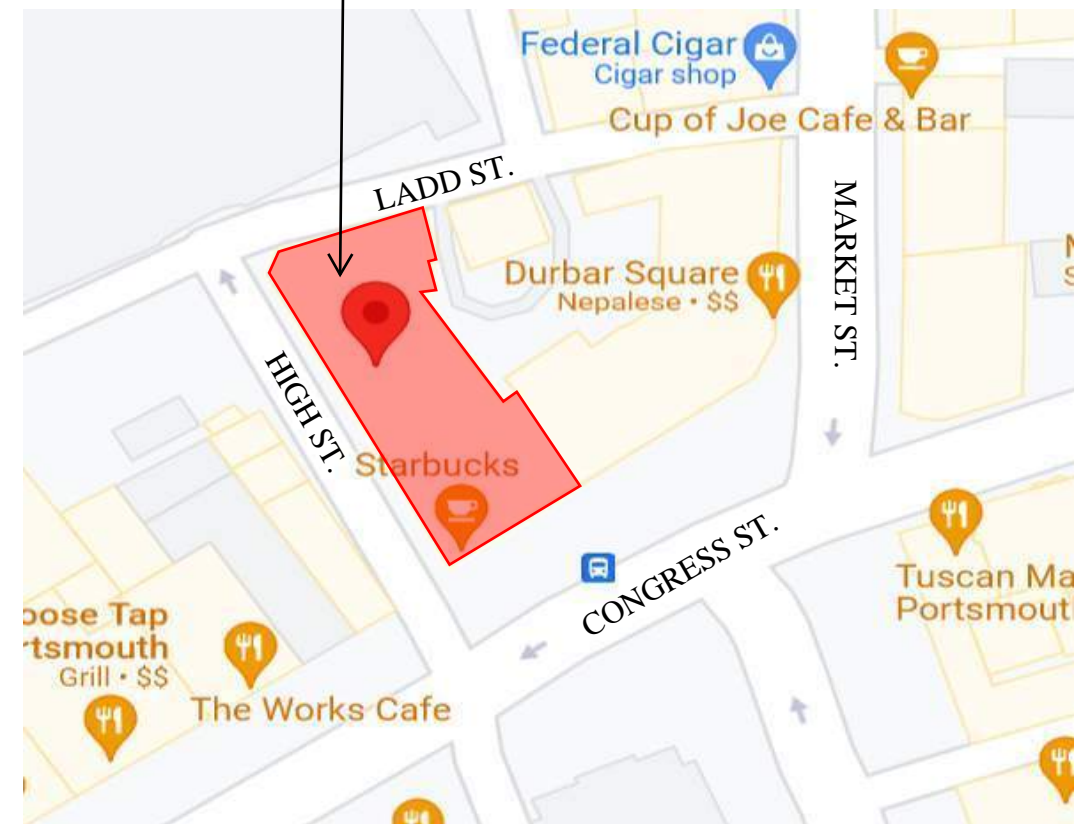 Federal Cigar
Cigar shop
Cup of Joe Cafe & Bar
LADD ST.
MARKET ST.
Durbar Square
Nepalese • $$
HIGH ST.
Starbucks
CONGRESS ST.
Tuscan Ma
Portsmout
oose Tap
rtsmouth
Grill • $$
The Works Cafe